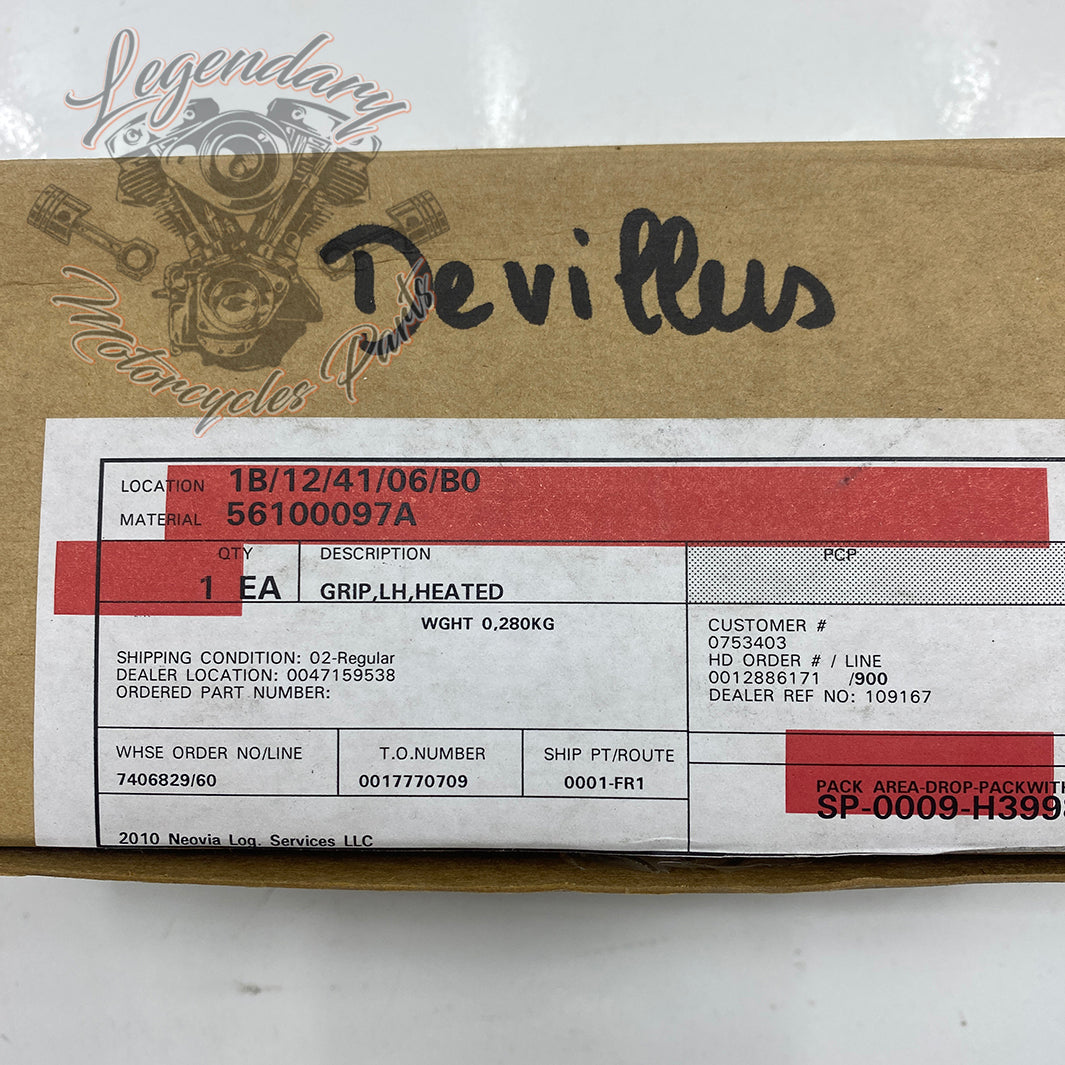 Legendary
Motorcycles Parts
Devillus
LOCATION 1B/12/41/06/B0
MATERIAL 56100097A
QTY DESCRIPTION PCP
1 EA GRIP,LH,HEATED
WGHT 0,280KG
CUSTOMER #
0753403
SHIPPING CONDITION: 02-Regular
HD ORDER # / LINE
DEALER LOCATION: 0047159538
0012886171 /900
ORDERED PART NUMBER:
DEALER REF NO: 109167
WHSE ORDER NO/LINE T.O.NUMBER SHIP PT/ROUTE
7406829/60 0017770709 0001-FR1
PACK AREA-DROP-PACKWITH
SP-0009-H399
2010 Neovia Log. Services LLC